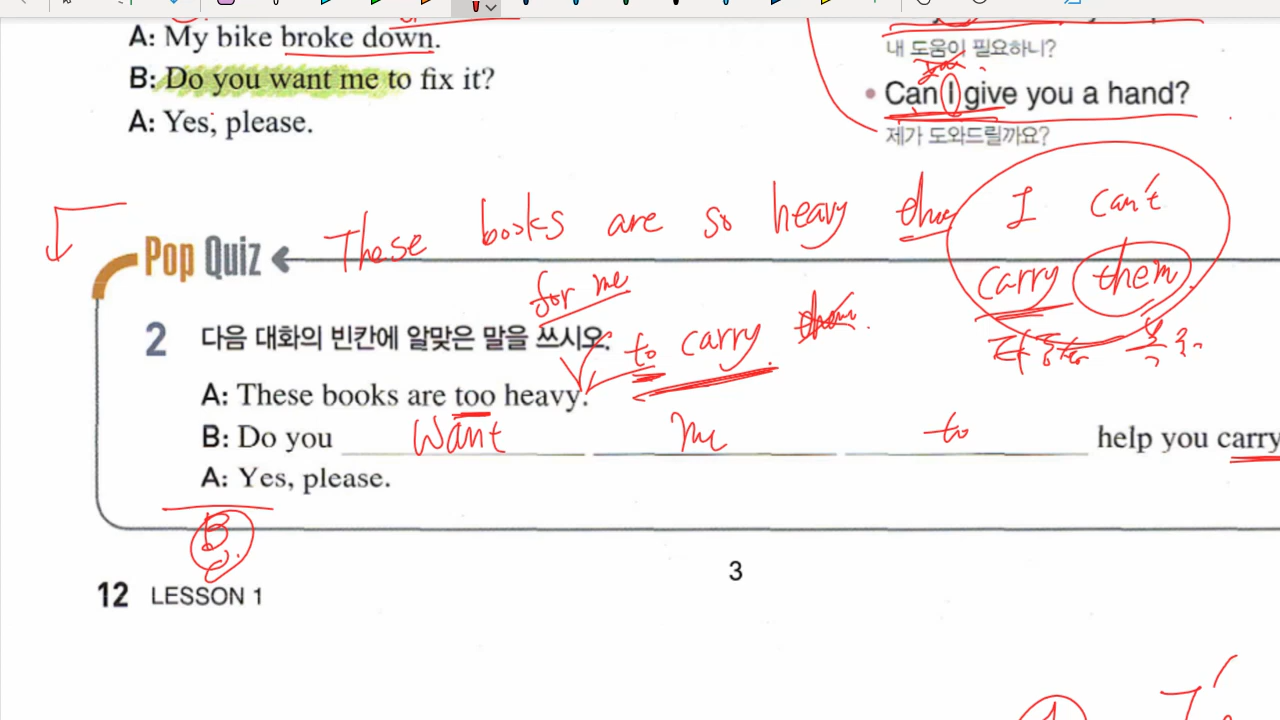 A: My bike broke down.
B: Do you want me to fix it?
A: Yes, please.
내 도움이 필요하니?
• Can I give you a hand?
제가 도와드릴까요?
These books are so heavy I can't
carry them.
Pop Quiz
for me
to carry them.
2 다음 대화의 빈칸에 알맞은 말을 쓰시오.
A: These books are too heavy.
B: Do you want me to help you carry
A: Yes, please.
B
12 LESSON 1
3